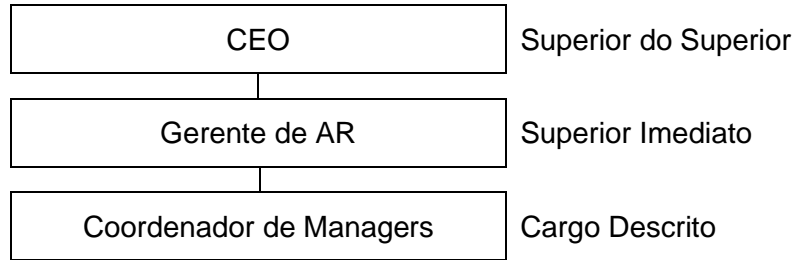 CEO Superior do Superior
Gerente de AR Superior Imediato
Coordenador de Managers Cargo Descrito